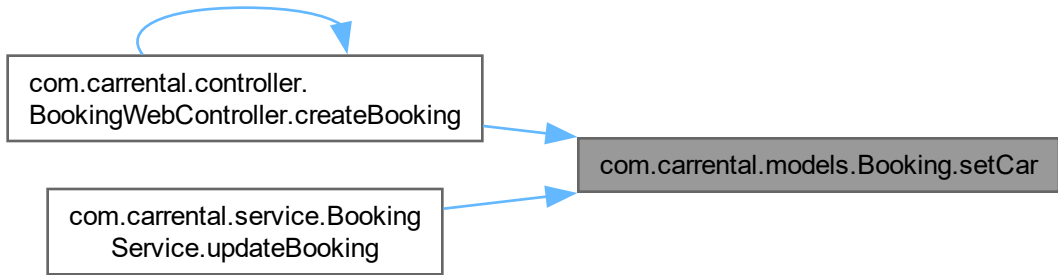 com.carrental.controller.
BookingWebController.createBooking
com.carrental.models.Booking.setCar
com.carrental.service.Booking
Service.updateBooking